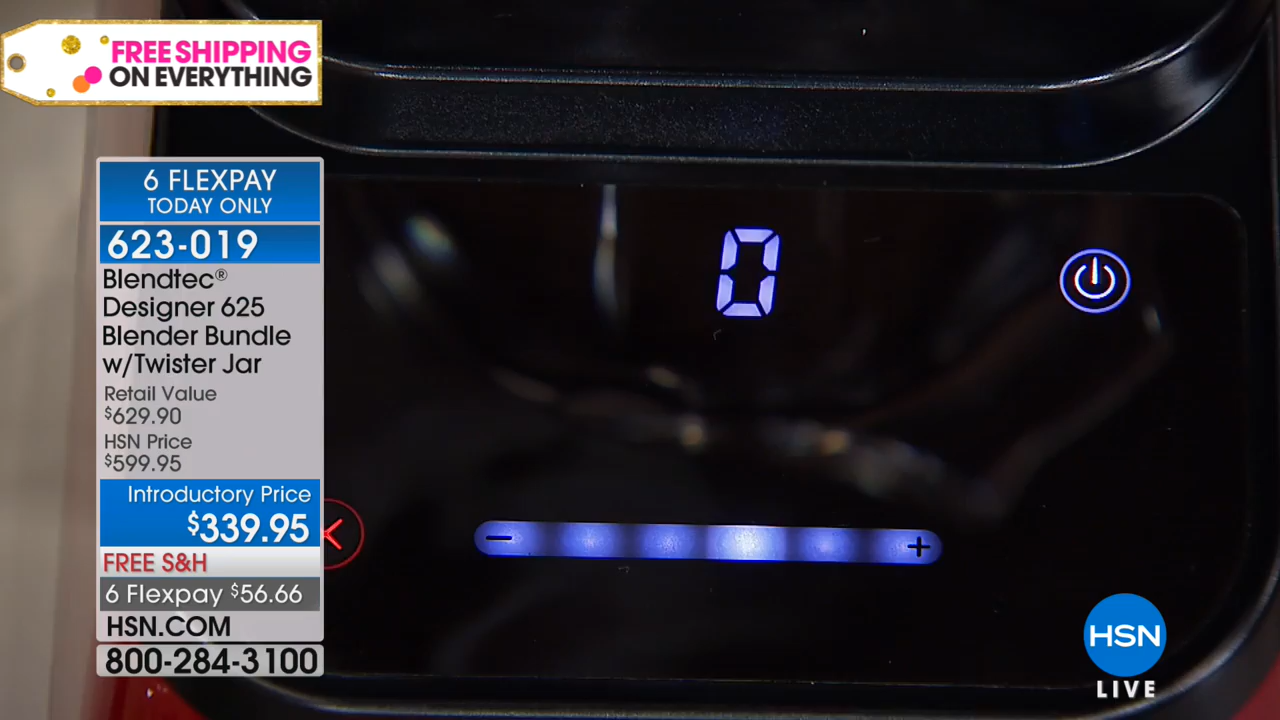 FREE SHIPPING
ON EVERYTHING
6 FLEXPAY
TODAY ONLY
623-019
Blendtec®
Designer 625
Blender Bundle
w/Twister Jar
Retail Value
$629.90
HSN Price
$599.95
Introductory Price
$339.95
FREE S&H
6 Flexpay $56.66
HSN.COM
800-284-3100
0
- +
HSN
LIVE